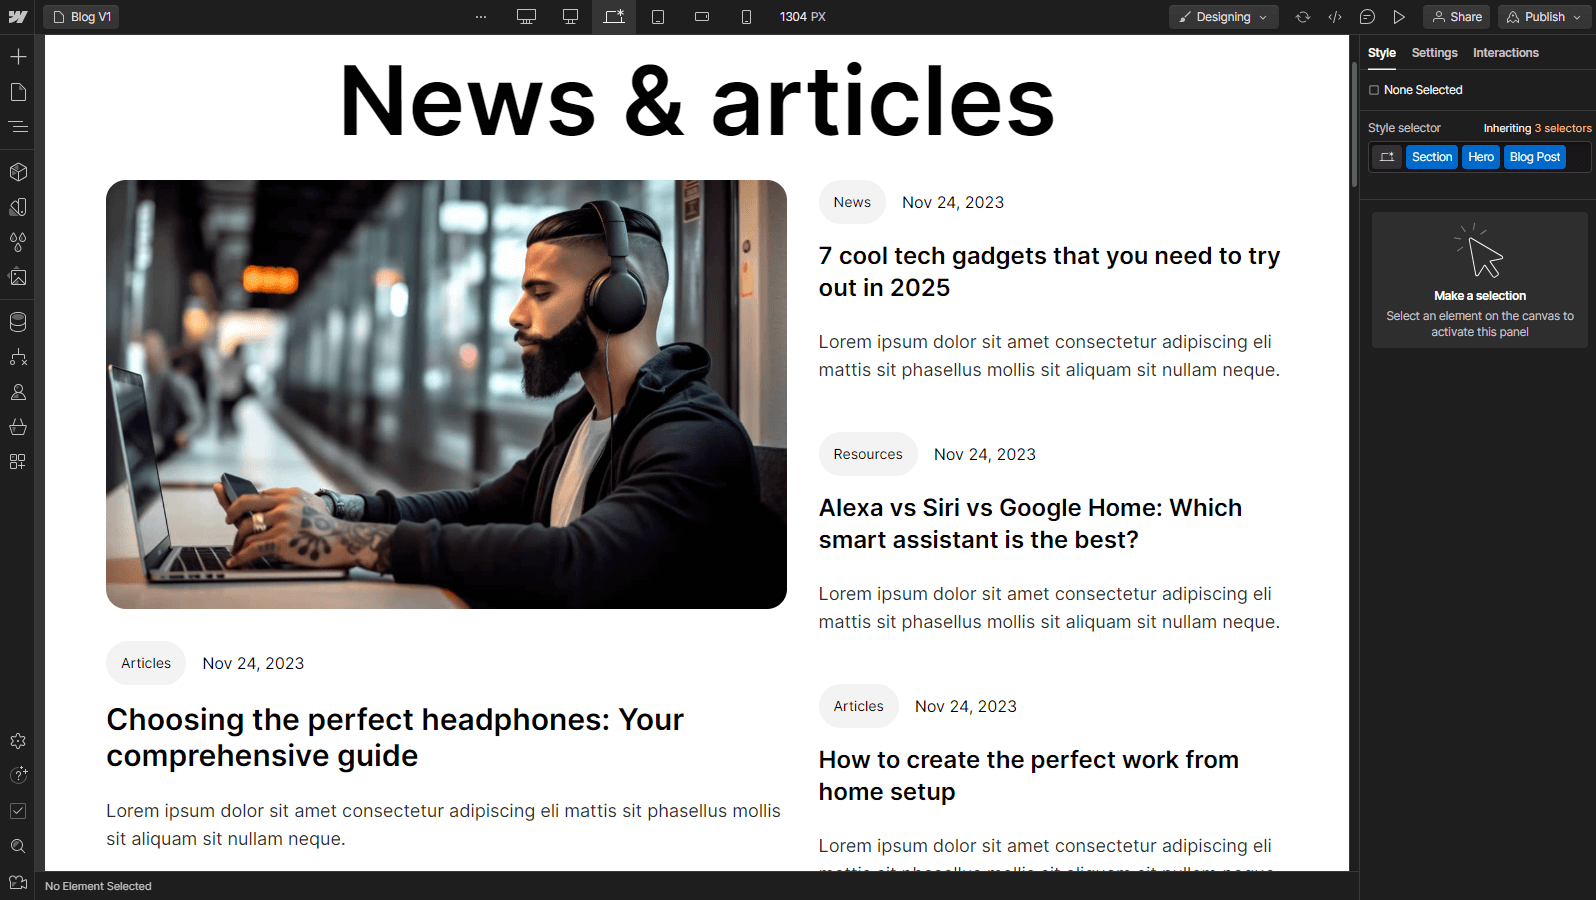 Blog V1
1304 PX
Designing
Share
Publish
Style
Settings
Interactions
None Selected
Style selector
Inheriting 3 selectors
Section
Hero
Blog Post
Make a selection
Select an element on the canvas to
activate this panel
News & articles
Articles
Nov 24, 2023
Choosing the perfect headphones: Your
comprehensive guide
Lorem ipsum dolor sit amet consectetur adipiscing eli mattis sit phasellus mollis
sit aliquam sit nullam neque.
News
Nov 24, 2023
7 cool tech gadgets that you need to try
out in 2025
Lorem ipsum dolor sit amet consectetur adipiscing eli
mattis sit phasellus mollis sit aliquam sit nullam neque.
Resources
Nov 24, 2023
Alexa vs Siri vs Google Home: Which
smart assistant is the best?
Lorem ipsum dolor sit amet consectetur adipiscing eli
mattis sit phasellus mollis sit aliquam sit nullam neque.
Articles
Nov 24, 2023
How to create the perfect work from
home setup
Lorem ipsum dolor sit amet consectetur adipiscing eli
No Element Selected